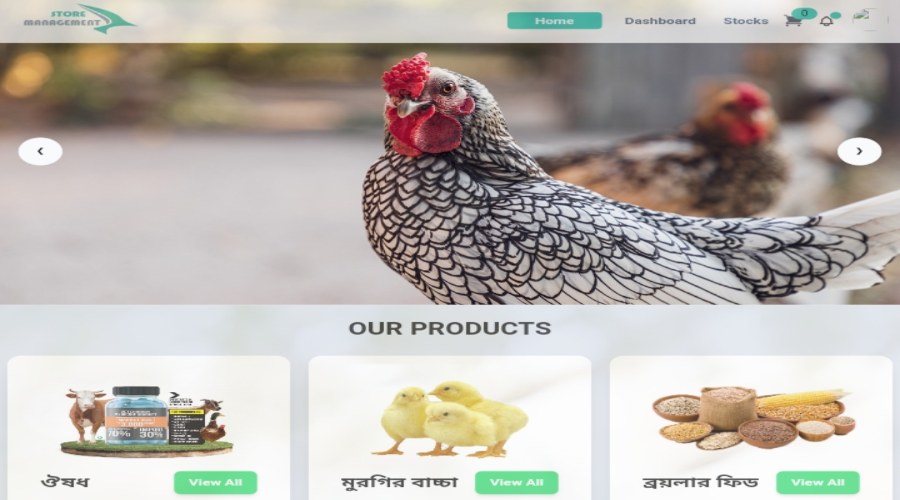 STORE
MANAGEMENT
Home Dashboard Stocks 0
OUR PRODUCTS
70% 30%
ঔষধ View All মুরগির বাচ্চা View All ব্রয়লার ফিড View All